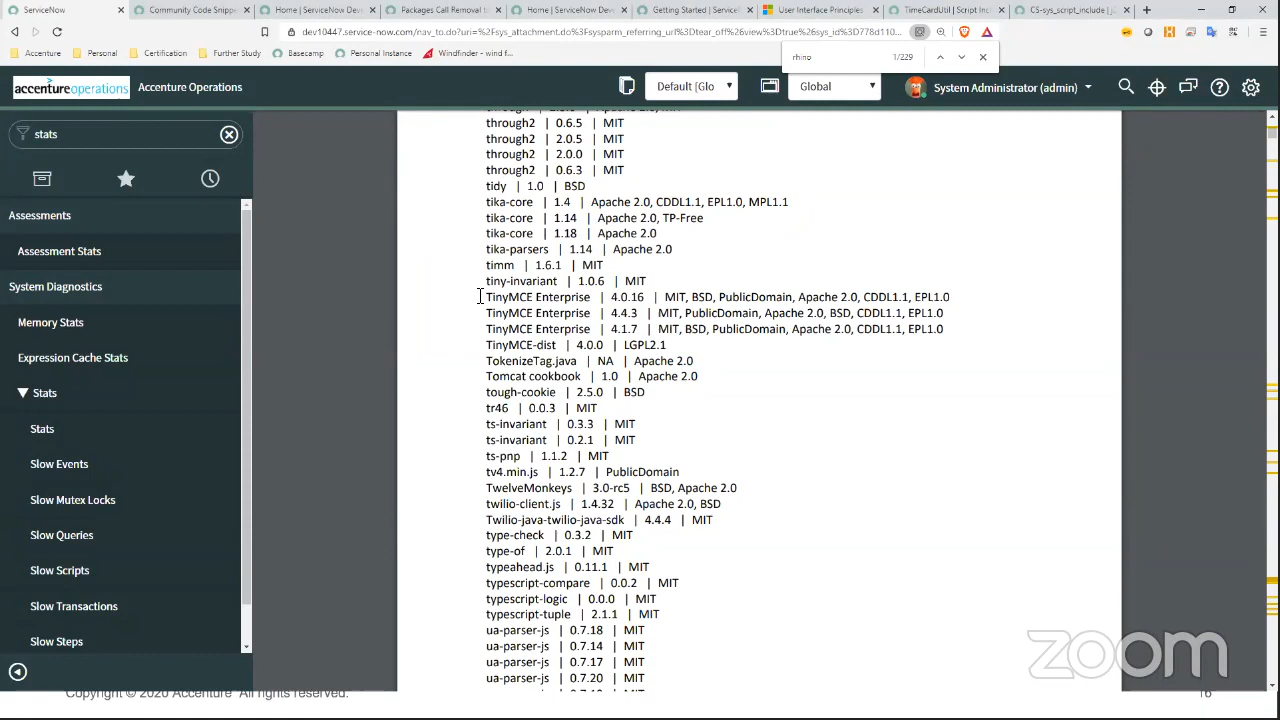 ServiceNow
Community Code Snippe
Home | ServiceNow Deve
Packages Call Removal to
Home | ServiceNow Deve
Getting Started | ServiceN
User Interface Principles
TimeCardUtil | Script Inc
CS-sys_script_include | j2
dev10447.service-now.com/nav_to.do?uri=%2Fsys_attachment.do%3Fsysparm_referring_url%3Dtear_off%26view%3Dtrue%26sys_id%3D778d110...
Accenture
Personal
Certification
Further Study
Basecamp
Personal Instance
Windfinder - wind f...
rhino 1/229
accentureoperations Accenture Operations
Default [Glo
Global
System Administrator (admin)
stats
Assessments
Assessment Stats
System Diagnostics
Memory Stats
Expression Cache Stats
Stats
Stats
Slow Events
Slow Mutex Locks
Slow Queries
Slow Scripts
Slow Transactions
Slow Steps
through2 | 0.6.5 | MIT
through2 | 2.0.5 | MIT
through2 | 2.0.0 | MIT
through2 | 0.6.3 | MIT
tidy | 1.0 | BSD
tika-core | 1.4 | Apache 2.0, CDDL1.1, EPL1.0, MPL1.1
tika-core | 1.14 | Apache 2.0, TP-Free
tika-core | 1.18 | Apache 2.0
tika-parsers | 1.14 | Apache 2.0
timm | 1.6.1 | MIT
tiny-invariant | 1.0.6 | MIT
TinyMCE Enterprise | 4.0.16 | MIT, BSD, PublicDomain, Apache 2.0, CDDL1.1, EPL1.0
TinyMCE Enterprise | 4.4.3 | MIT, PublicDomain, Apache 2.0, BSD, CDDL1.1, EPL1.0
TinyMCE Enterprise | 4.1.7 | MIT, BSD, PublicDomain, Apache 2.0, CDDL1.1, EPL1.0
TinyMCE-dist | 4.0.0 | LGPL2.1
TokenizeTag.java | NA | Apache 2.0
Tomcat cookbook | 1.0 | Apache 2.0
tough-cookie | 2.5.0 | BSD
tr46 | 0.0.3 | MIT
ts-invariant | 0.3.3 | MIT
ts-invariant | 0.2.1 | MIT
ts-pnp | 1.1.2 | MIT
tv4.min.js | 1.2.7 | PublicDomain
TwelveMonkeys | 3.0-rc5 | BSD, Apache 2.0
twilio-client.js | 1.4.32 | Apache 2.0, BSD
Twilio-java-twilio-java-sdk | 4.4.4 | MIT
type-check | 0.3.2 | MIT
type-of | 2.0.1 | MIT
typeahead.js | 0.11.1 | MIT
typescript-compare | 0.0.2 | MIT
typescript-logic | 0.0.0 | MIT
typescript-tuple | 2.1.1 | MIT
ua-parser-js | 0.7.18 | MIT
ua-parser-js | 0.7.14 | MIT
ua-parser-js | 0.7.17 | MIT
ua-parser-js | 0.7.20 | MIT
zoom
Copyright © 2020 Accenture All rights reserved. 16